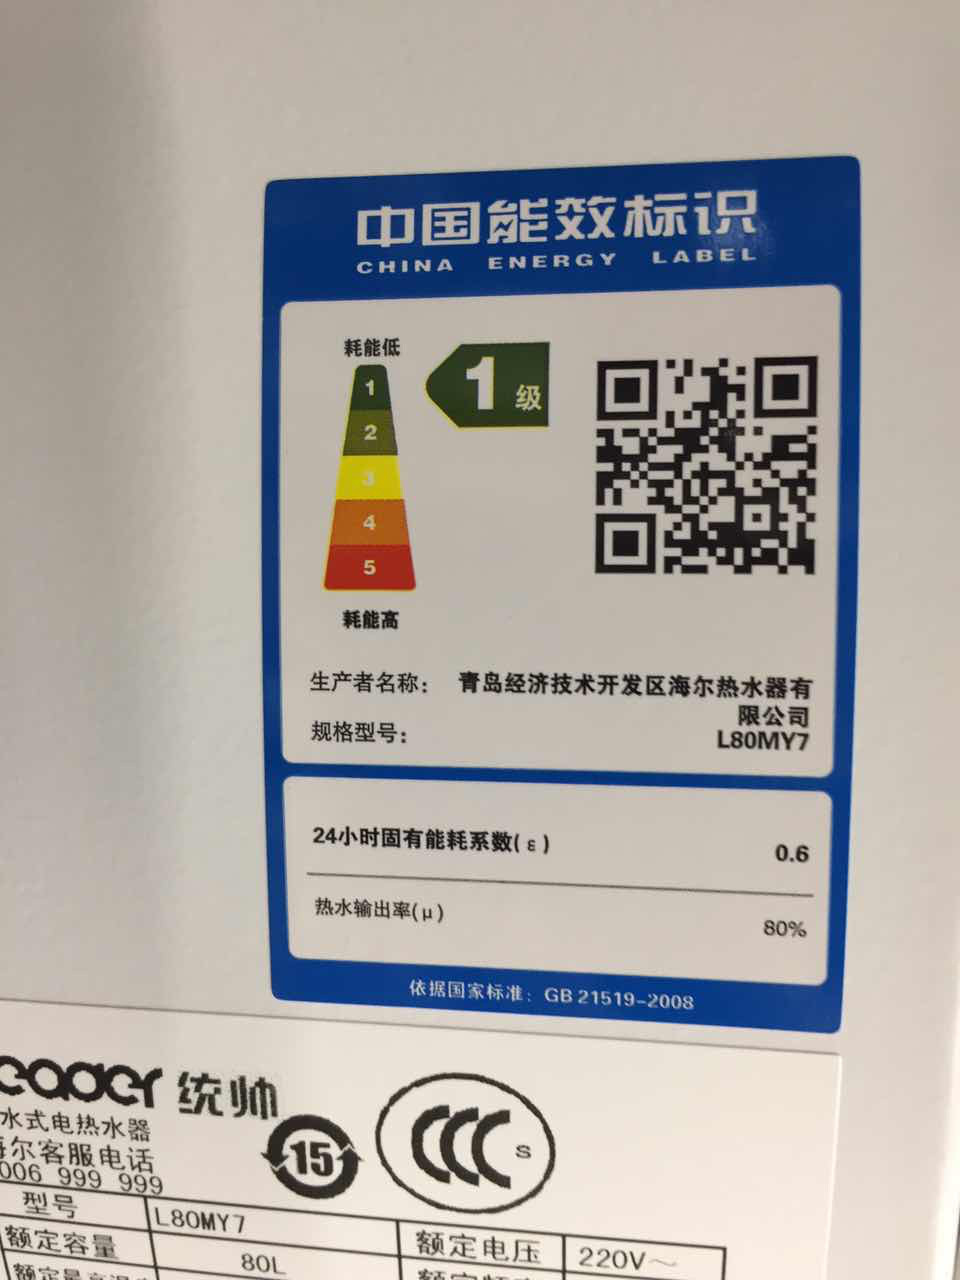 中国能效标识
CHINA ENERGY LABEL
耗能低
1
2
3
4
5
耗能高
1级
生产者名称： 青岛经济技术开发区海尔热水器有
限公司
规格型号： L80MY7
24小时固有能耗系数(ε) 0.6
热水输出率(μ) 80%
依据国家标准：GB 21519-2008
eader 统帅
水式电热水器
海尔客服电话
006 999 999
15
CCC S
型号 L80MY7
额定容量 80L 额定电压 220V～